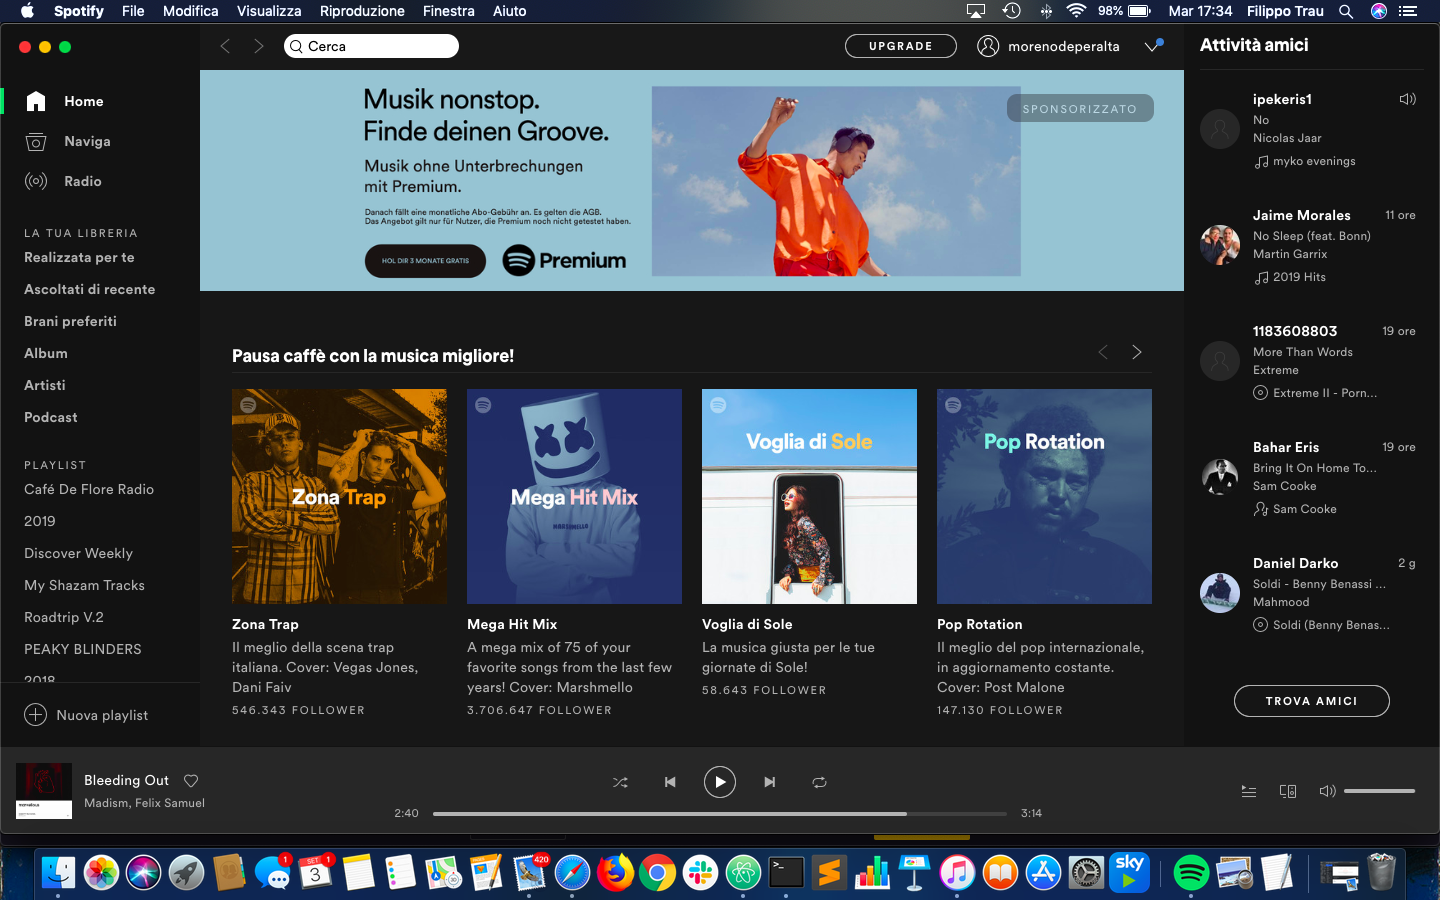 Spotify File Modifica Visualizza Riproduzione Finestra Aiuto 98% Mar 17:34 Filippo Trau
Cerca
UPGRADE
morenodeperalta
Home
Naviga
Radio
LA TUA LIBRERIA
Realizzata per te
Ascoltati di recente
Brani preferiti
Album
Artisti
Podcast
PLAYLIST
Café De Flore Radio
2019
Discover Weekly
My Shazam Tracks
Roadtrip V.2
PEAKY BLINDERS
2018
Nuova playlist
Musik nonstop.
Finde deinen Groove.
Musik ohne Unterbrechungen
mit Premium.
Danach fällt eine monatliche Abo-Gebühr an. Es gelten die AGB.
Das Angebot gilt nur für Nutzer, die Premium noch nicht getestet haben.
HOL DIR 3 MONATE GRATIS
Premium
SPONSORIZZATO
Pausa caffè con la musica migliore!
Zona Trap
Mega Hit Mix
MARSHMELLO
Voglia di Sole
Pop Rotation
Zona Trap
Il meglio della scena trap
italiana. Cover: Vegas Jones,
Dani Faiv
546.343 FOLLOWER
Mega Hit Mix
A mega mix of 75 of your
favorite songs from the last few
years! Cover: Marshmello
3.706.647 FOLLOWER
Voglia di Sole
La musica giusta per le tue
giornate di Sole!
58.643 FOLLOWER
Pop Rotation
Il meglio del pop internazionale,
in aggiornamento costante.
Cover: Post Malone
147.130 FOLLOWER
Attività amici
ipekeris1
No
Nicolas Jaar
myko evenings
Jaime Morales 11 ore
No Sleep (feat. Bonn)
Martin Garrix
2019 Hits
1183608803 19 ore
More Than Words
Extreme
Extreme II - Porn...
Bahar Eris 19 ore
Bring It On Home To...
Sam Cooke
Sam Cooke
Daniel Darko 2 g
Soldi - Benny Benassi ...
Mahmood
Soldi (Benny Benas...
TROVA AMICI
Bleeding Out
Madism, Felix Samuel
2:40
3:14
1
SET 1
3
420
sky